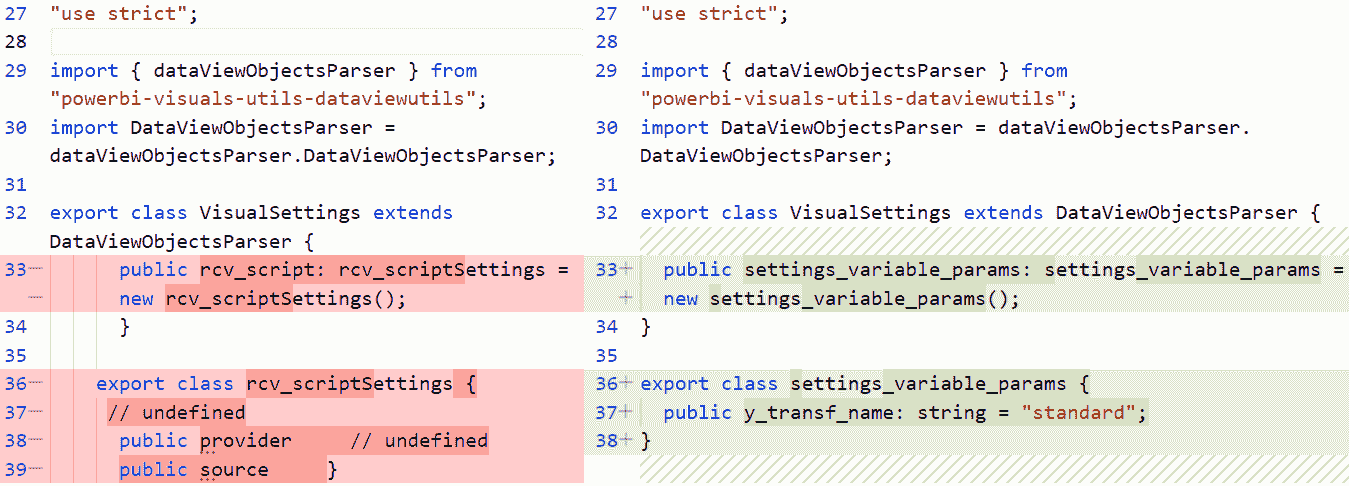 27 "use strict";
28
29 import { dataViewObjectsParser } from
"powerbi-visuals-utils-dataviewutils";
30 import DataViewObjectsParser =
dataViewObjectsParser.DataViewObjectsParser;
31
32 export class VisualSettings extends
DataViewObjectsParser {
33- public rcv_script: rcv_scriptSettings =
- new rcv_scriptSettings();
34 }
35
36- export class rcv_scriptSettings {
37- // undefined
38- public provider // undefined
39- public source }
27 "use strict";
28
29 import { dataViewObjectsParser } from
"powerbi-visuals-utils-dataviewutils";
30 import DataViewObjectsParser = dataViewObjectsParser.
DataViewObjectsParser;
31
32 export class VisualSettings extends DataViewObjectsParser {
33+ public settings_variable_params: settings_variable_params =
+ new settings_variable_params();
34 }
35
36+ export class settings_variable_params {
37+ public y_transf_name: string = "standard";
38+ }